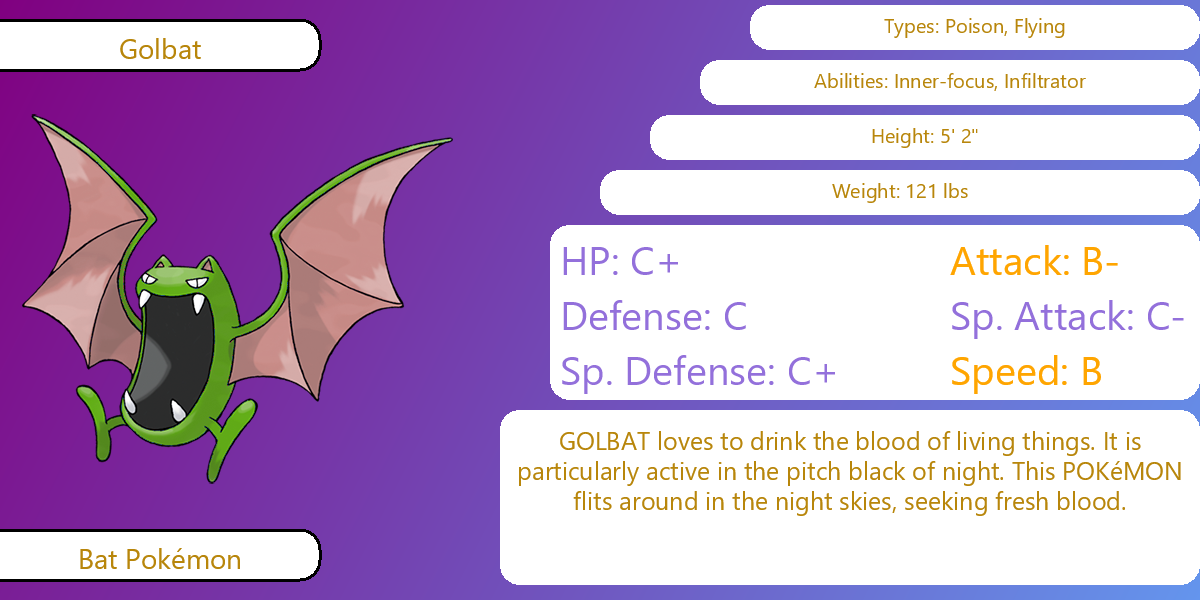 Golbat
Types: Poison, Flying
Abilities: Inner-focus, Infiltrator
Height: 5' 2"
Weight: 121 lbs
HP: C+
Attack: B-
Defense: C
Sp. Attack: C-
Sp. Defense: C+
Speed: B
GOLBAT loves to drink the blood of living things. It is
particularly active in the pitch black of night. This POKéMON
flits around in the night skies, seeking fresh blood.
Bat Pokémon